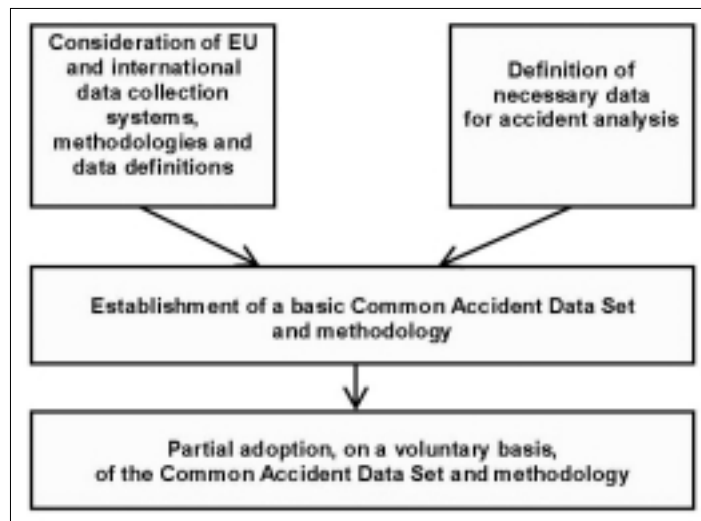 Consideration of EU
and international
data collection
systems,
methodologies and
data definitions
Definition of
necessary data
for accident analysis
Establishment of a basic Common Accident Data Set
and methodology
Partial adoption, on a voluntary basis,
of the Common Accident Data Set and methodology